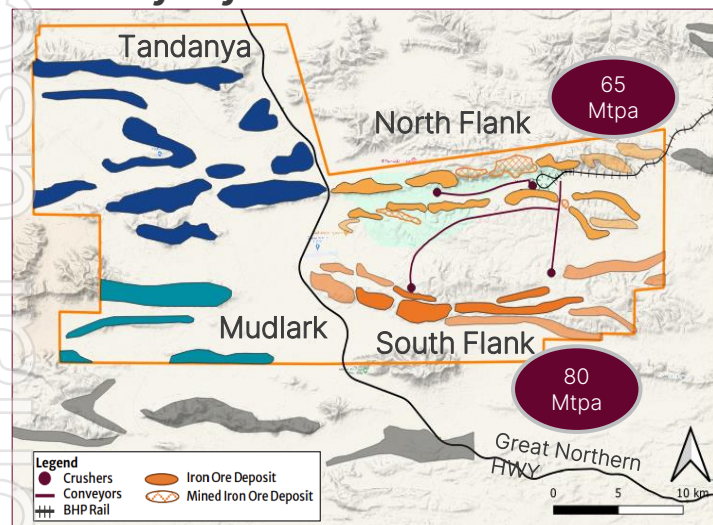 Tandanya
North Flank
65
Mtpa
Mudlark
South Flank
80
Mtpa
Great Northern
HWY
Legend
Crushers
Conveyors
BHP Rail
Iron Ore Deposit
Mined Iron Ore Deposit
0 5 10 km